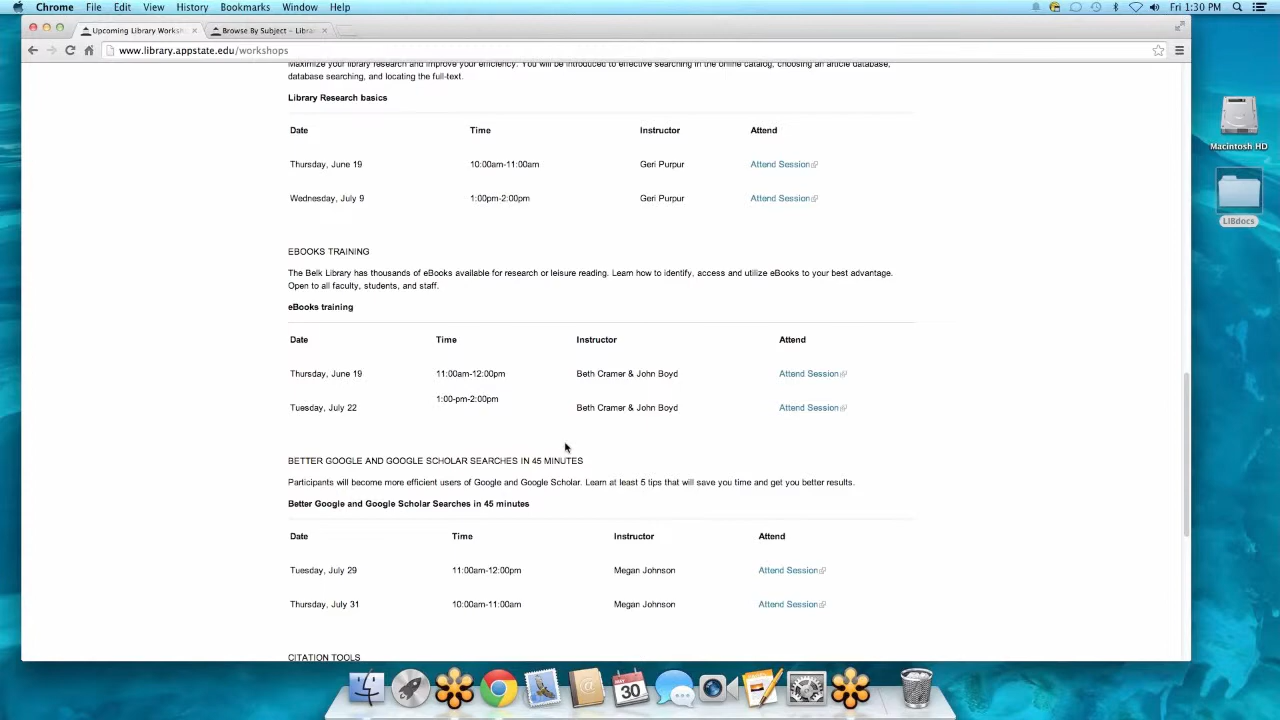 Chrome File Edit View History Bookmarks Window Help Fri 1:30 PM
Upcoming Library Worksh Browse By Subject – Libra
www.library.appstate.edu/workshops
Maximize your library research and improve your efficiency. You will be introduced to effective searching in the online catalog, choosing an article database,
database searching, and locating the full-text.
Library Research basics
Date Time Instructor Attend
Thursday, June 19 10:00am-11:00am Geri Purpur Attend Session
Wednesday, July 9 1:00pm-2:00pm Geri Purpur Attend Session
EBOOKS TRAINING
The Belk Library has thousands of eBooks available for research or leisure reading. Learn how to identify, access and utilize eBooks to your best advantage.
Open to all faculty, students, and staff.
eBooks training
Date Time Instructor Attend
Thursday, June 19 11:00am-12:00pm Beth Cramer & John Boyd Attend Session
Tuesday, July 22 1:00-pm-2:00pm Beth Cramer & John Boyd Attend Session
BETTER GOOGLE AND GOOGLE SCHOLAR SEARCHES IN 45 MINUTES
Participants will become more efficient users of Google and Google Scholar. Learn at least 5 tips that will save you time and get you better results.
Better Google and Google Scholar Searches in 45 minutes
Date Time Instructor Attend
Tuesday, July 29 11:00am-12:00pm Megan Johnson Attend Session
Thursday, July 31 10:00am-11:00am Megan Johnson Attend Session
CITATION TOOLS
Macintosh HD
LIBdocs
MAY
30